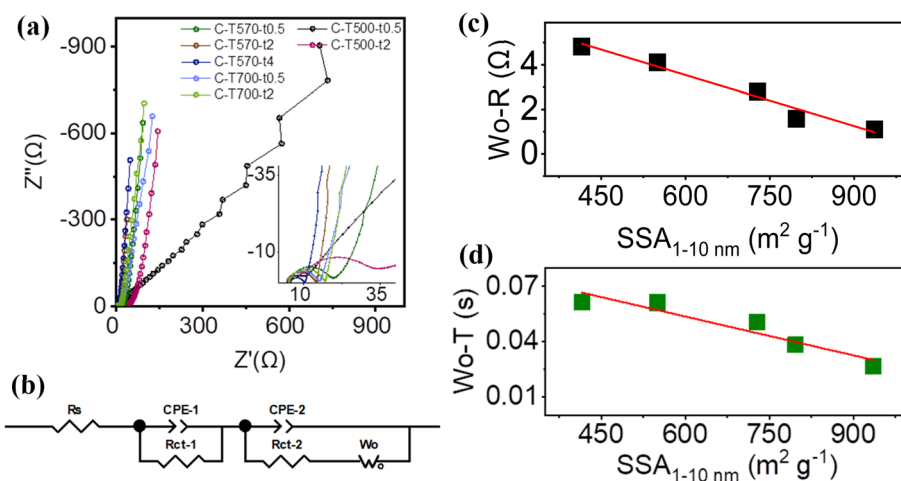 (a)
C-T570-t0.5
C-T570-t2
C-T570-t4
C-T700-t0.5
C-T700-t2
C-T500-t0.5
C-T500-t2
-900
-600
-300
0
Z''(Ω)
0 300 600 900
Z'(Ω)
-35
-10
10 35
(b)
Rs CPE-1 CPE-2
Rct-1 Rct-2 Wo
(c)
4
2
0
Wo-R (Ω)
450 600 750 900
SSA1-10 nm (m² g⁻¹)
(d)
0.07
0.04
0.01
Wo-T (s)
450 600 750 900
SSA1-10 nm (m² g⁻¹)